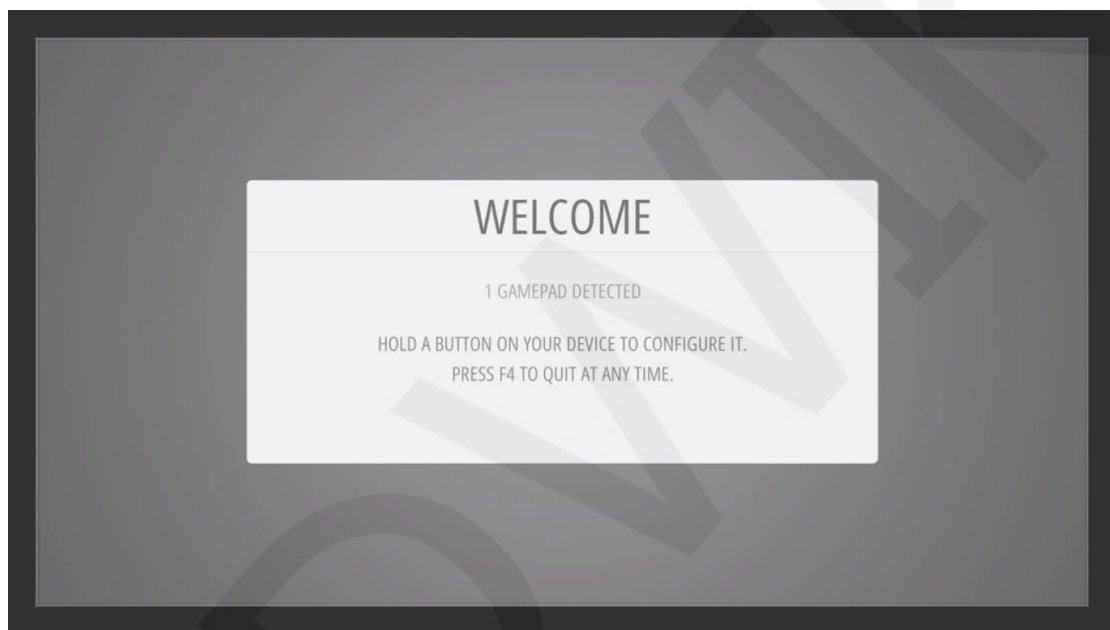 WELCOME
1 GAMEPAD DETECTED
HOLD A BUTTON ON YOUR DEVICE TO CONFIGURE IT.
PRESS F4 TO QUIT AT ANY TIME.